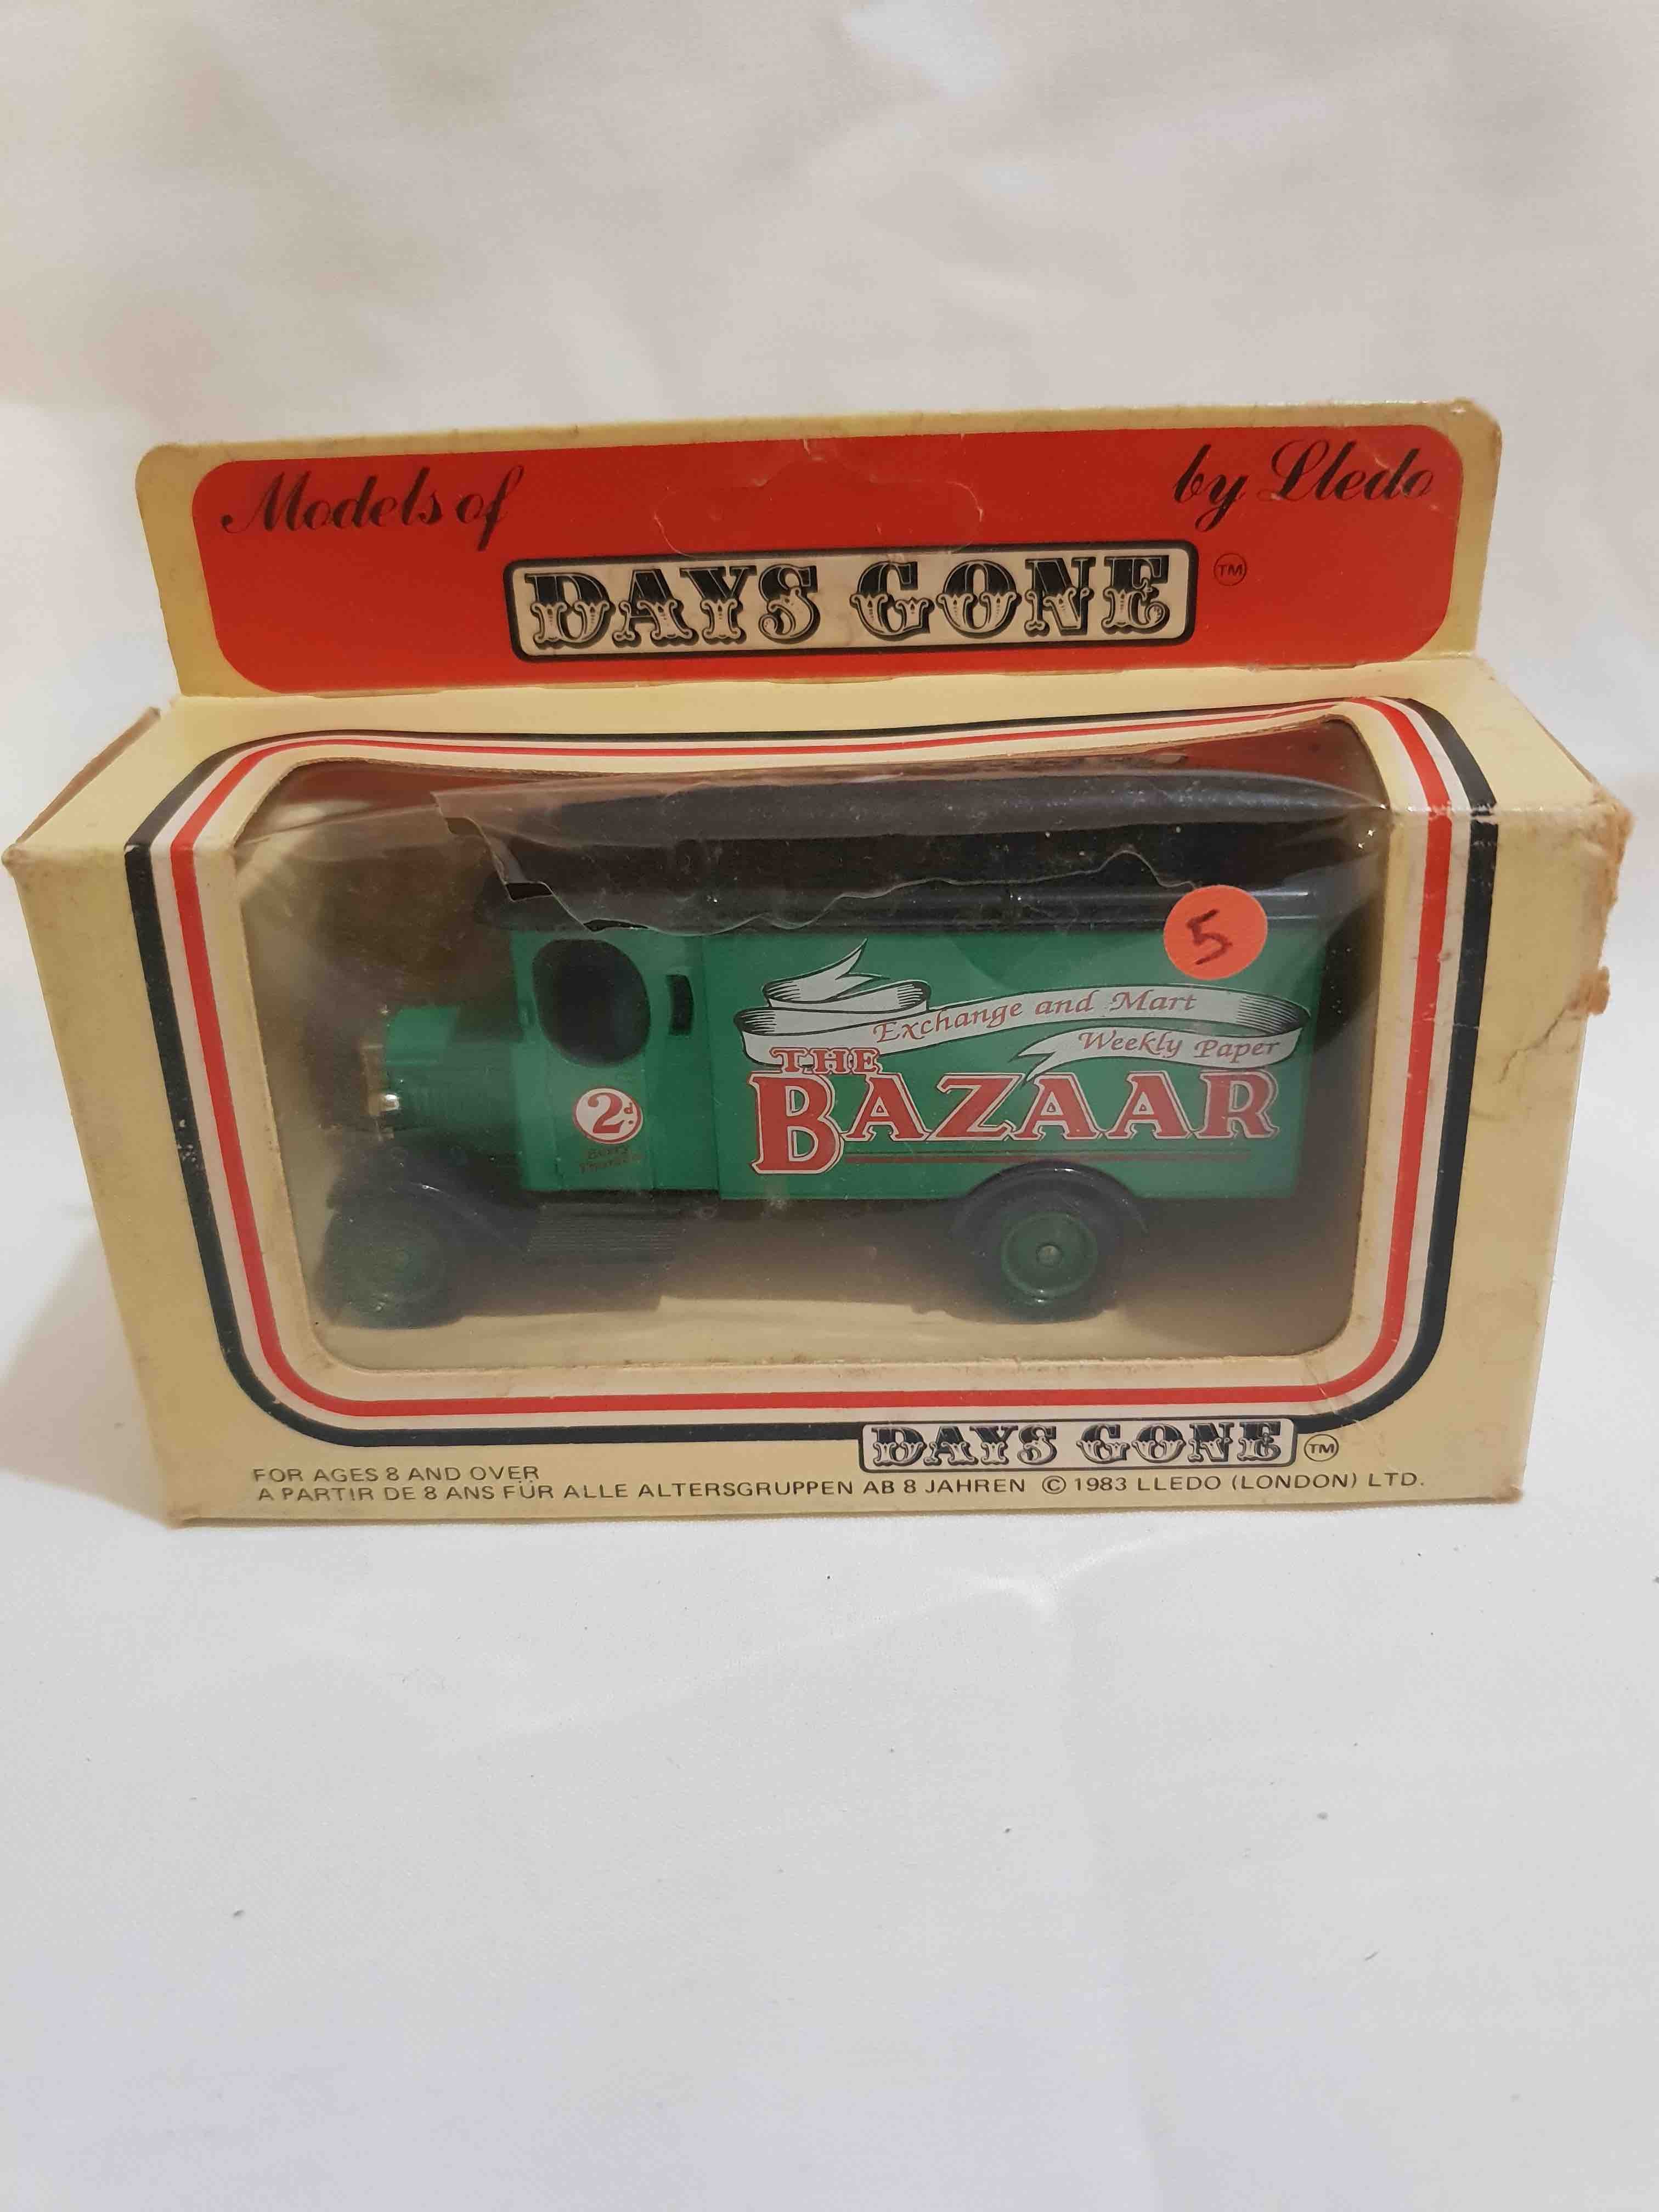 Models of
by Lledo
DAYS GONE ™
5
Exchange and Mart
Weekly Paper
THE
BAZAAR
2d.
Every
DAYS GONE ™
FOR AGES 8 AND OVER
A PARTIR DE 8 ANS FÜR ALLE ALTERSGRUPPEN AB 8 JAHREN © 1983 LLEDO (LONDON) LTD.